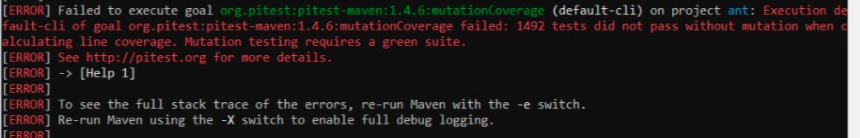 [ERROR] Failed to execute goal org.pitest:pitest-maven:1.4.6:mutationCoverage (default-cli) on project ant: Execution de
fault-cli of goal org.pitest:pitest-maven:1.4.6:mutationCoverage failed: 1492 tests did not pass without mutation when c
alculating line coverage. Mutation testing requires a green suite.
[ERROR] See http://pitest.org for more details.
[ERROR] -> [Help 1]
[ERROR]
[ERROR] To see the full stack trace of the errors, re-run Maven with the -e switch.
[ERROR] Re-run Maven using the -X switch to enable full debug logging.
[ERROR]